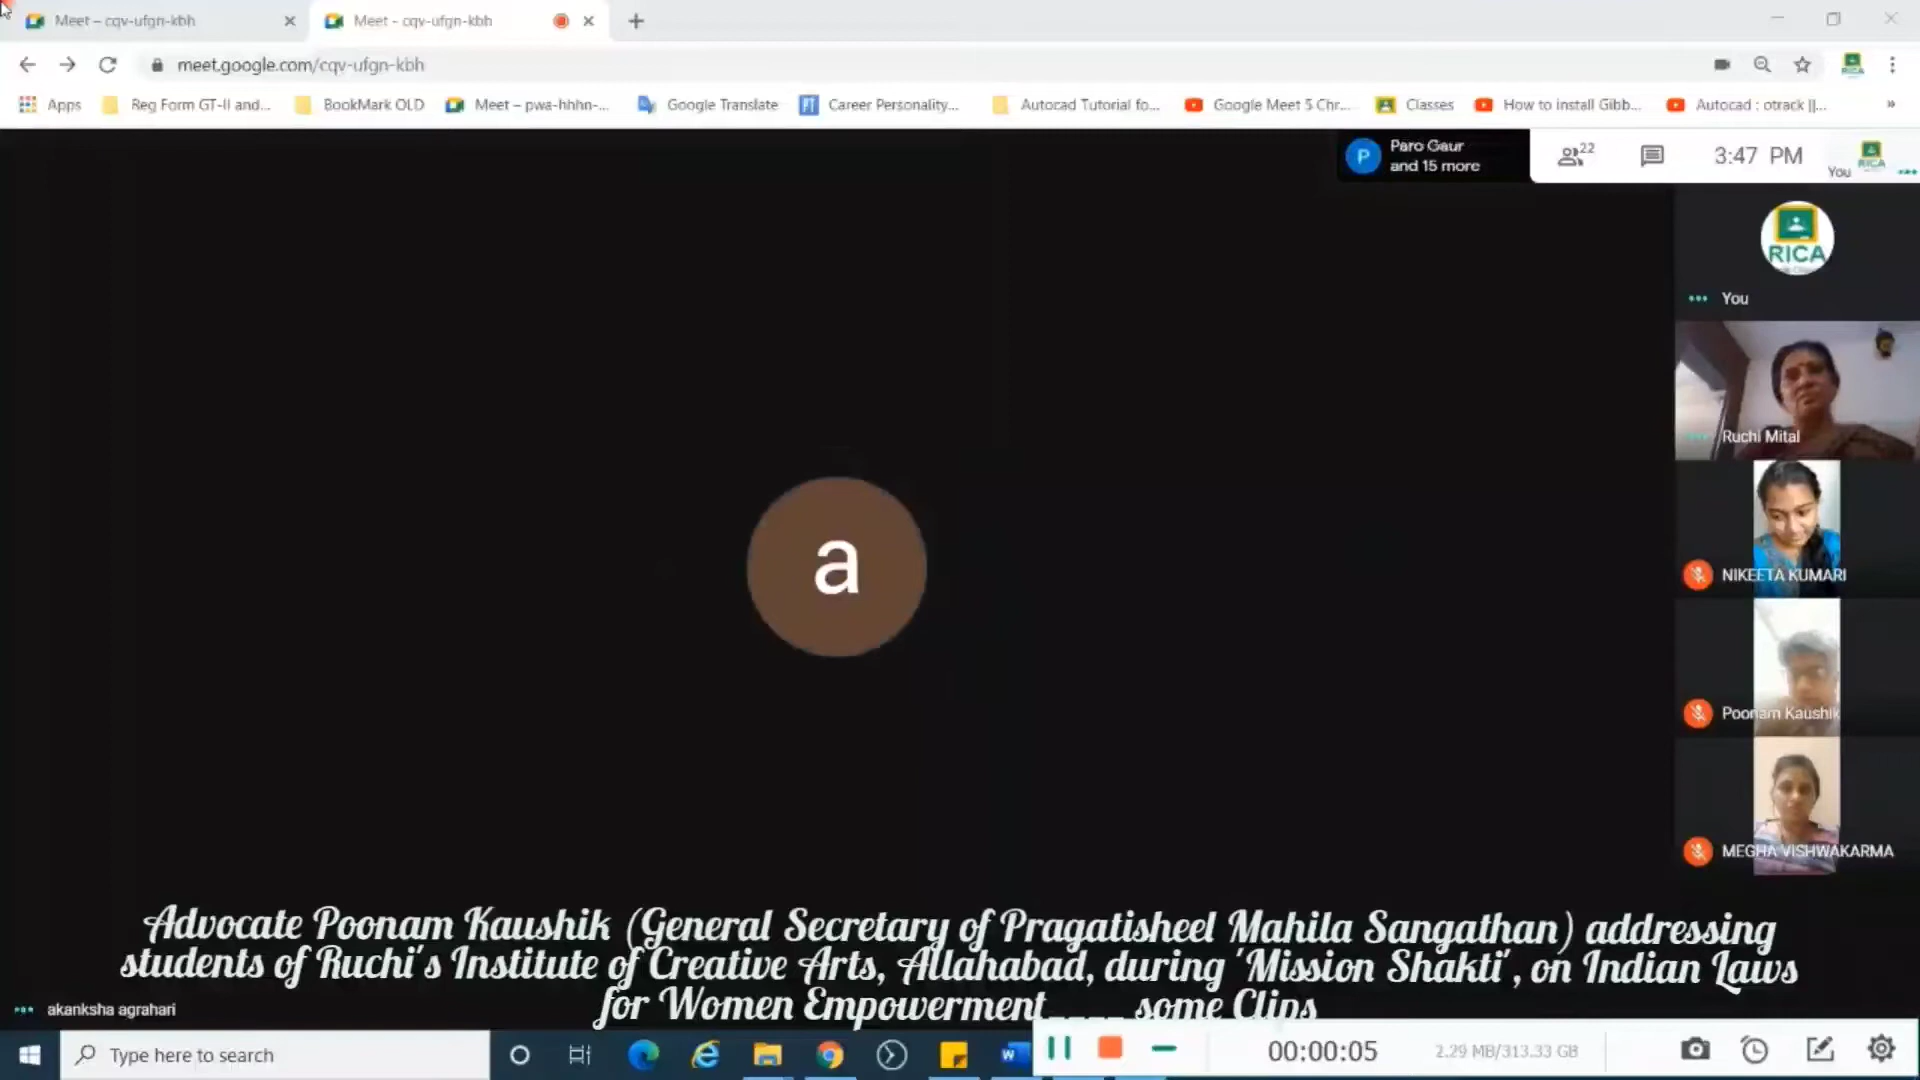 Meet – cqv-ufgn-kbh
Meet - cqv-ufgn-kbh
meet.google.com/cqv-ufgn-kbh
Apps
Reg Form GT-II and...
BookMark OLD
Meet – pwa-hhhn-...
Google Translate
Career Personality...
Autocad Tutorial fo...
Google Meet 5 Chr...
Classes
How to install Gibb...
Autocad : otrack ||...
»
P
Paro Gaur
and 15 more
22
3:47 PM
You
RICA
RICA
You
Ruchi Mital
NIKEETA KUMARI
a
Poonam Kaushik
MEGHA VISHWAKARMA
Advocate Poonam Kaushik (General Secretary of Pragatisheel Mahila Sangathan) addressing
students of Ruchi's Institute of Creative Arts, Allahabad, during 'Mission Shakti', on Indian Laws
for Women Empowerment____ some Clips
akanksha agrahari
Type here to search
00:00:05
2.29 MB/313.33 GB